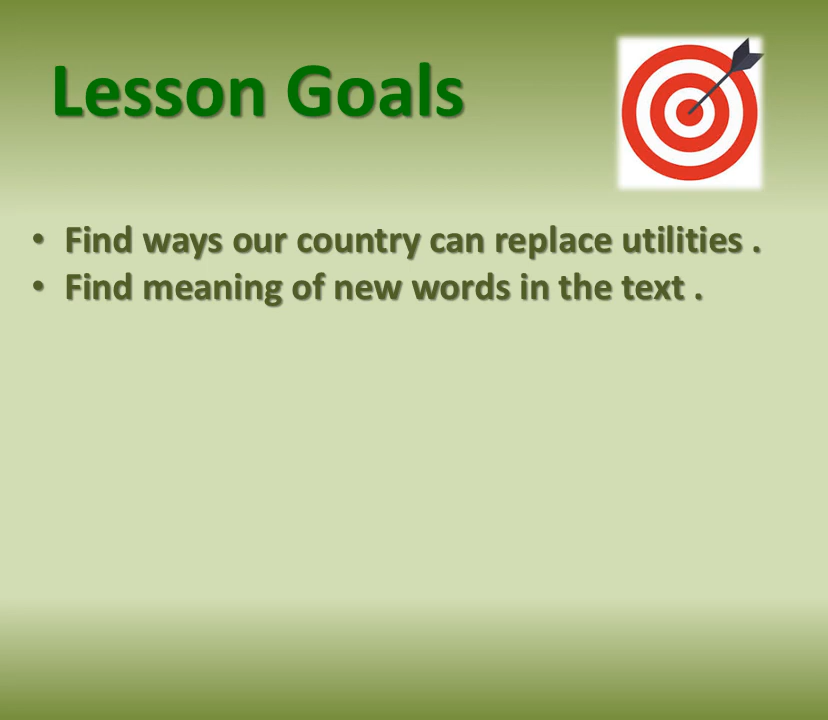 Lesson Goals
• Find ways our country can replace utilities .
• Find meaning of new words in the text .